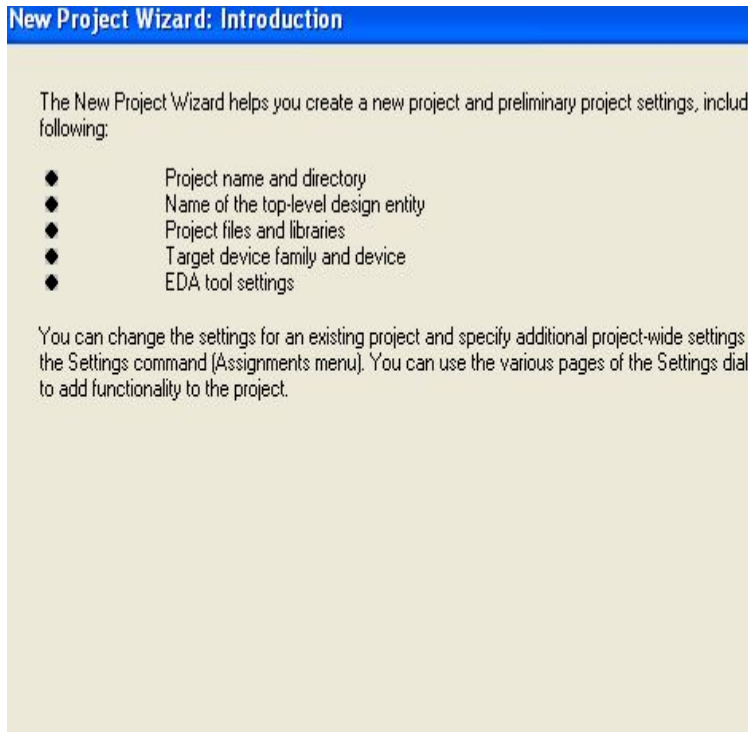 New Project Wizard: Introduction
The New Project Wizard helps you create a new project and preliminary project settings, includ
following:
Project name and directory
Name of the top-level design entity
Project files and libraries
Target device family and device
EDA tool settings
You can change the settings for an existing project and specify additional project-wide settings
the Settings command (Assignments menu). You can use the various pages of the Settings dial
to add functionality to the project.